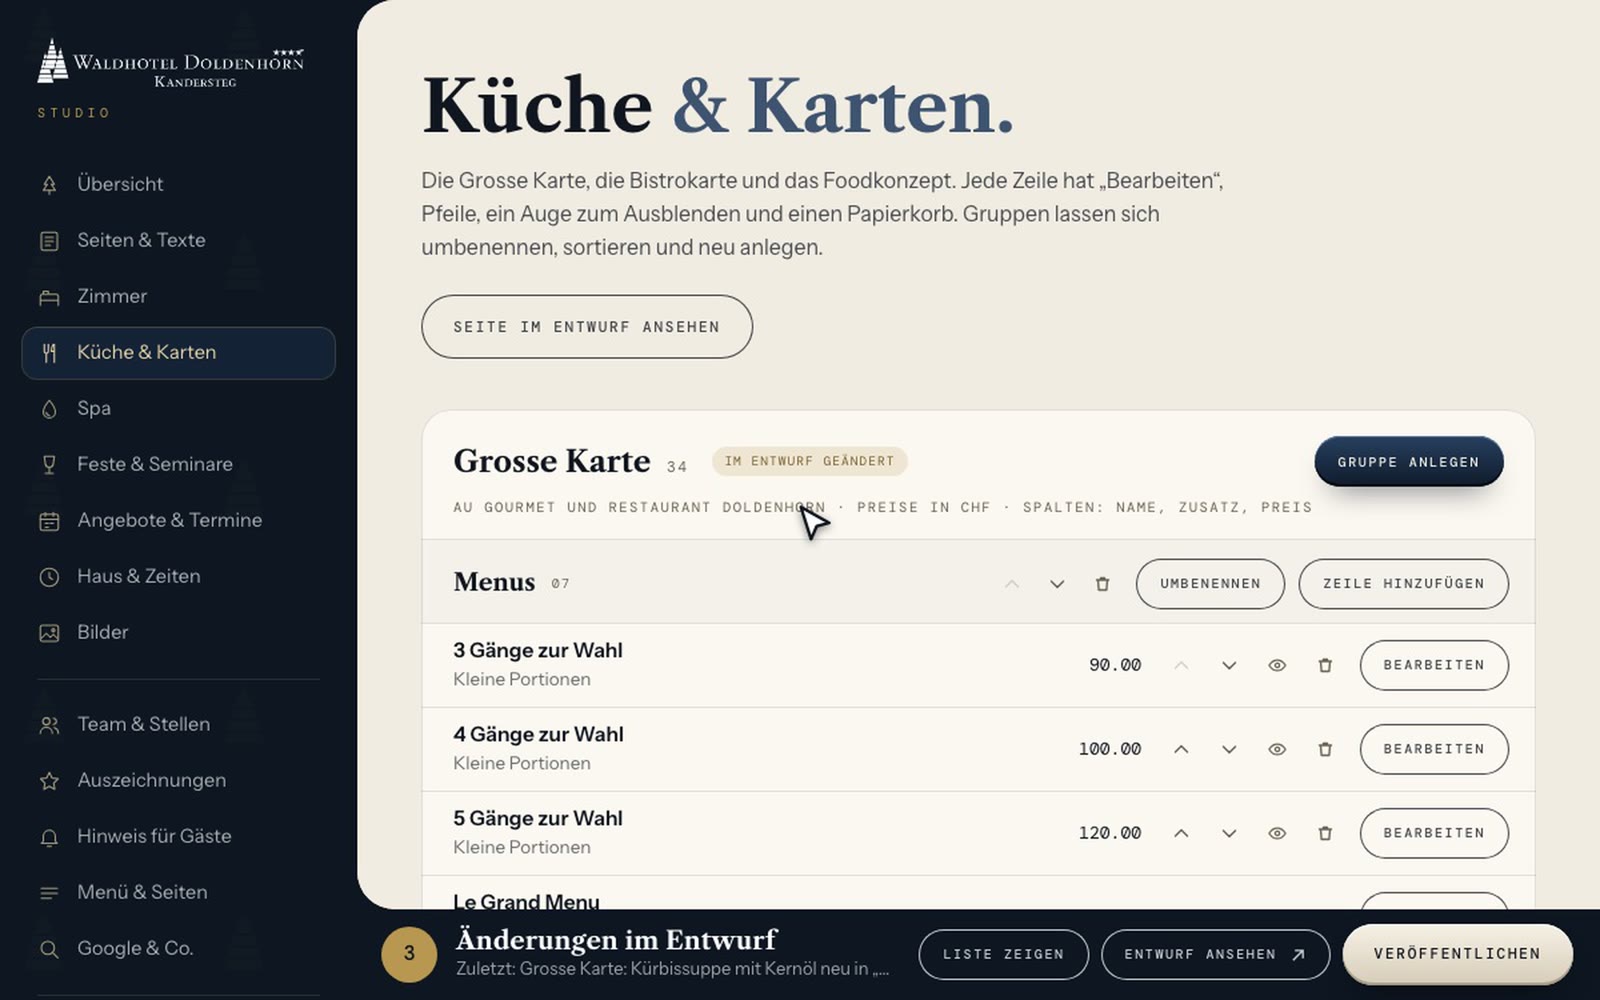 WALDHOTEL DOLDENHORN
KANDERSTEG
STUDIO
Übersicht
Seiten & Texte
Zimmer
Küche & Karten
Spa
Feste & Seminare
Angebote & Termine
Haus & Zeiten
Bilder
Team & Stellen
Auszeichnungen
Hinweis für Gäste
Menü & Seiten
Google & Co.
Küche & Karten.
Die Grosse Karte, die Bistrokarte und das Foodkonzept. Jede Zeile hat „Bearbeiten“,
Pfeile, ein Auge zum Ausblenden und einen Papierkorb. Gruppen lassen sich
umbenennen, sortieren und neu anlegen.
SEITE IM ENTWURF ANSEHEN
Grosse Karte 34 IM ENTWURF GEÄNDERT GRUPPE ANLEGEN
AU GOURMET UND RESTAURANT DOLDENHORN · PREISE IN CHF · SPALTEN: NAME, ZUSATZ, PREIS
Menus 07 UMBENENNEN ZEILE HINZUFÜGEN
3 Gänge zur Wahl
Kleine Portionen
90.00 BEARBEITEN
4 Gänge zur Wahl
Kleine Portionen
100.00 BEARBEITEN
5 Gänge zur Wahl
Kleine Portionen
120.00 BEARBEITEN
Le Grand Menu
3 Änderungen im Entwurf
Zuletzt: Grosse Karte: Kürbissuppe mit Kernöl neu in „…
LISTE ZEIGEN ENTWURF ANSEHEN VERÖFFENTLICHEN